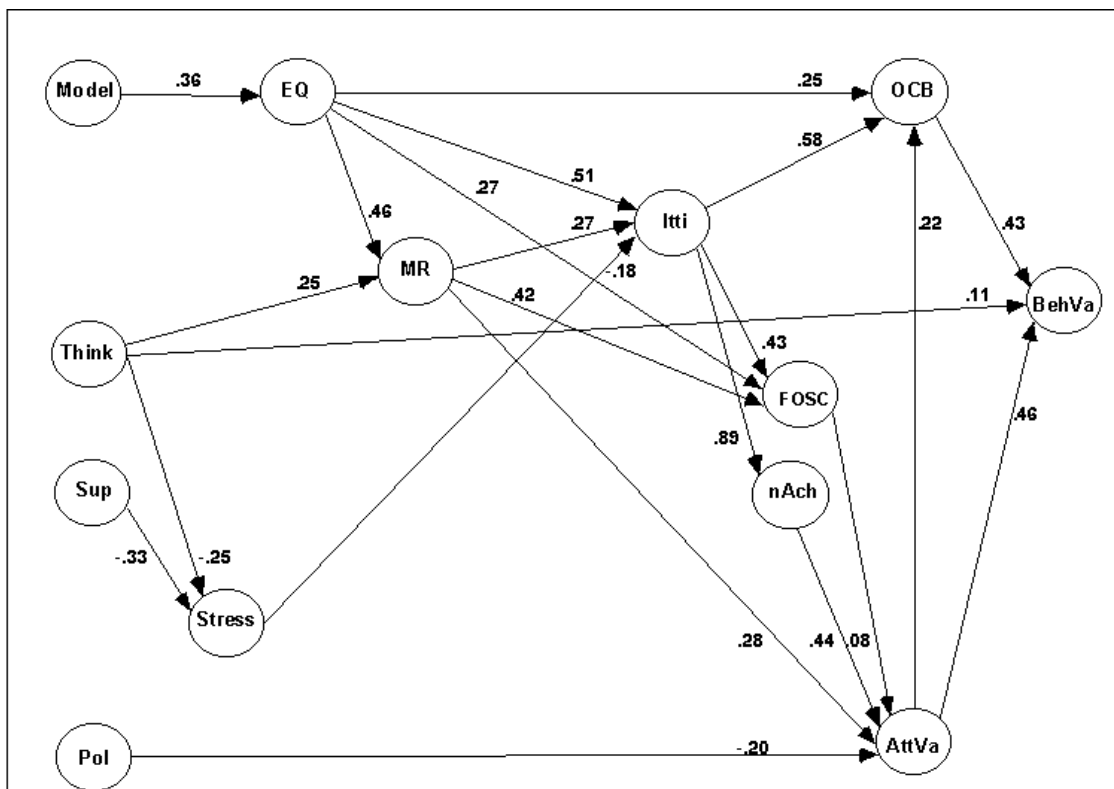 Model
.36
EQ
.25
OCB
.58
.51
.27
.46
Itti
.22
.43
.27
MR
-.18
.25
.42
.11
BehVa
Think
.43
FOSC
.46
.89
Sup
nAch
-.33
-.25
Stress
.28
.44
.08
Pol
-.20
AttVa